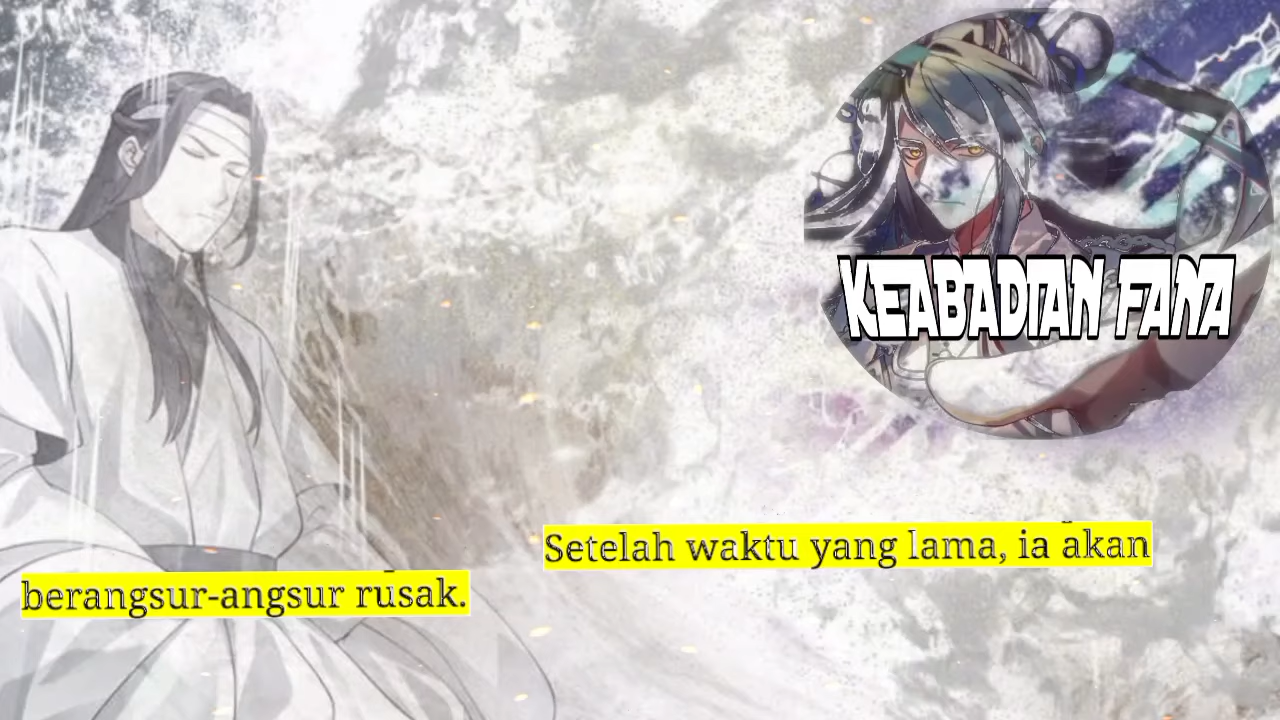 KEABADIAN FANA
Setelah waktu yang lama, ia akan
berangsur-angsur rusak.